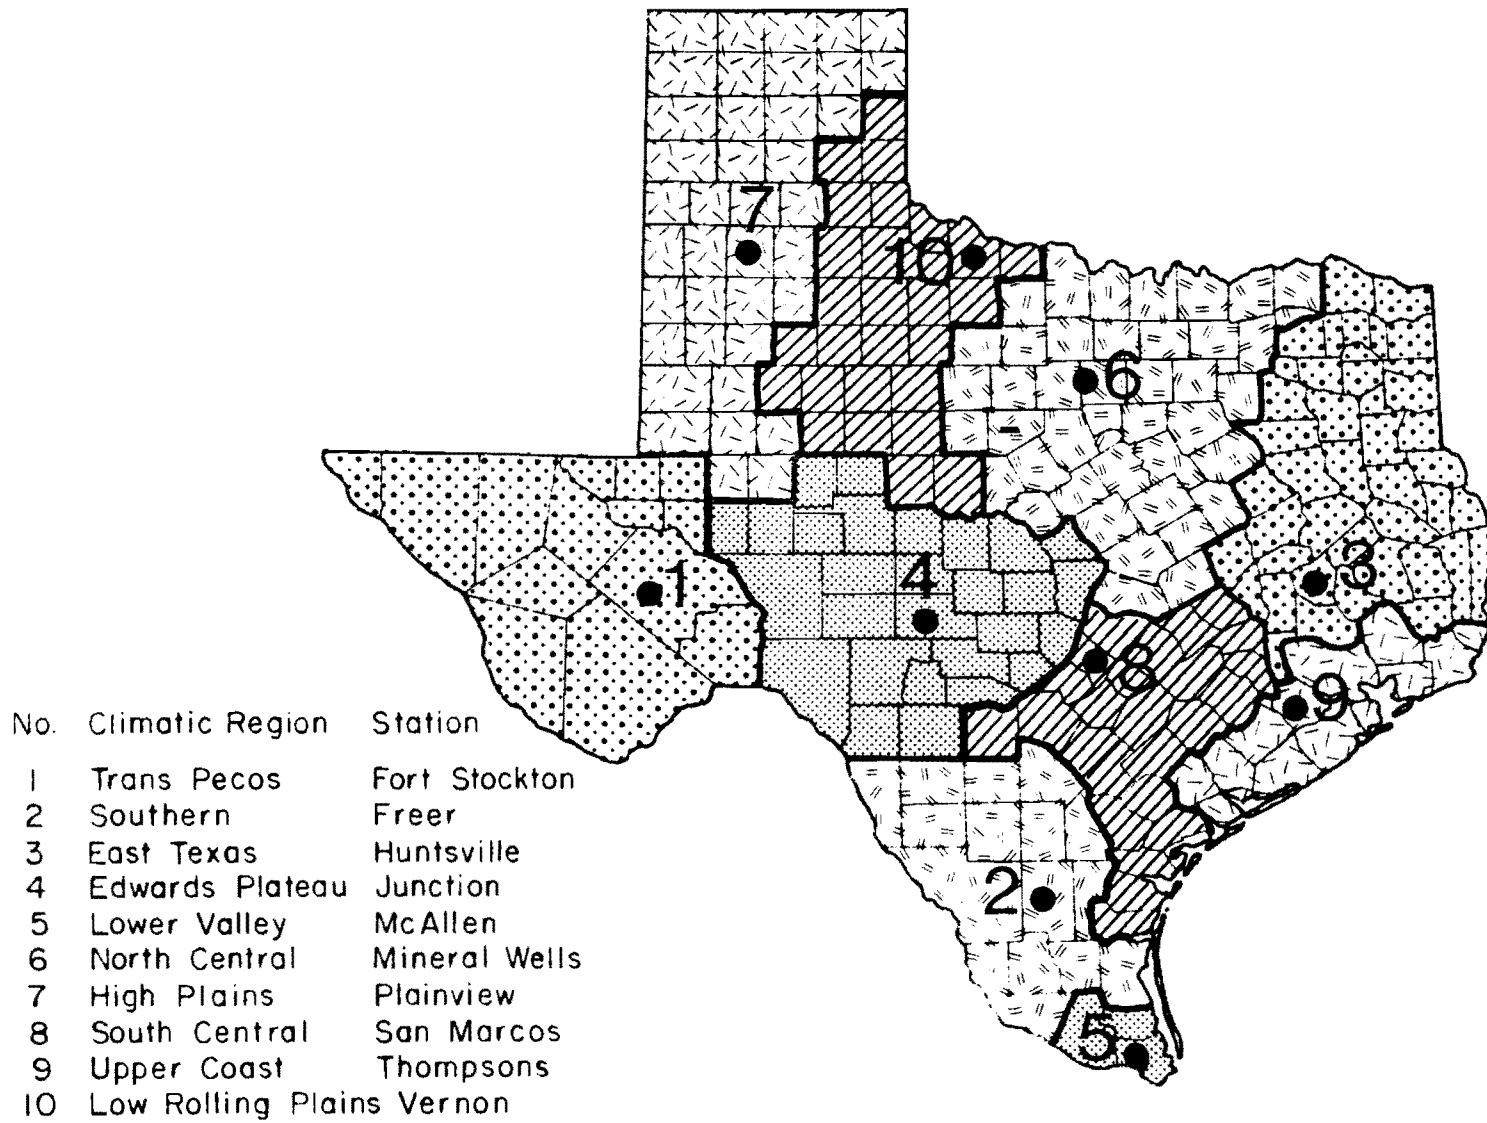 7
10
6
3
1
4
8
9
2
5
No. Climatic Region Station
1 Trans Pecos Fort Stockton
2 Southern Freer
3 East Texas Huntsville
4 Edwards Plateau Junction
5 Lower Valley McAllen
6 North Central Mineral Wells
7 High Plains Plainview
8 South Central San Marcos
9 Upper Coast Thompsons
10 Low Rolling Plains Vernon